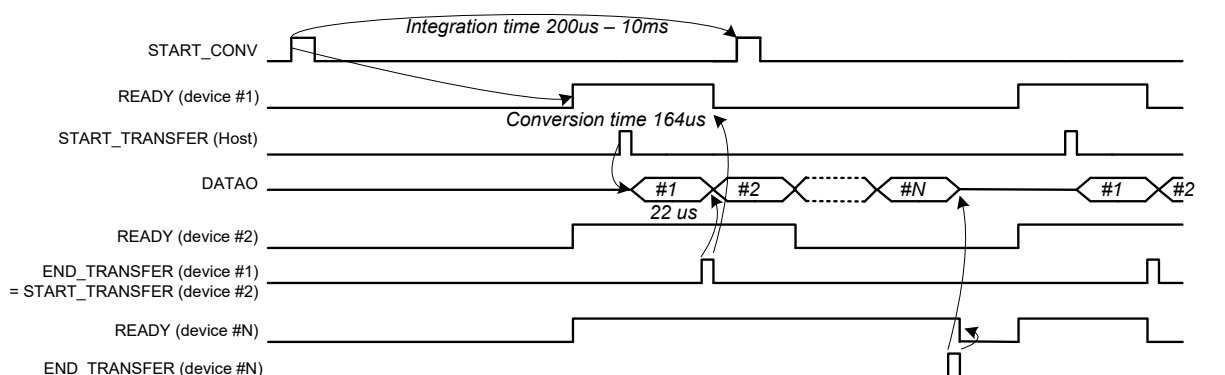 Integration time 200us – 10ms
START_CONV
READY (device #1)
Conversion time 164us
START_TRANSFER (Host)
DATAO
#1 #2 #N #1 #2
22 us
READY (device #2)
END_TRANSFER (device #1)
= START_TRANSFER (device #2)
READY (device #N)
END_TRANSFER (device #N)